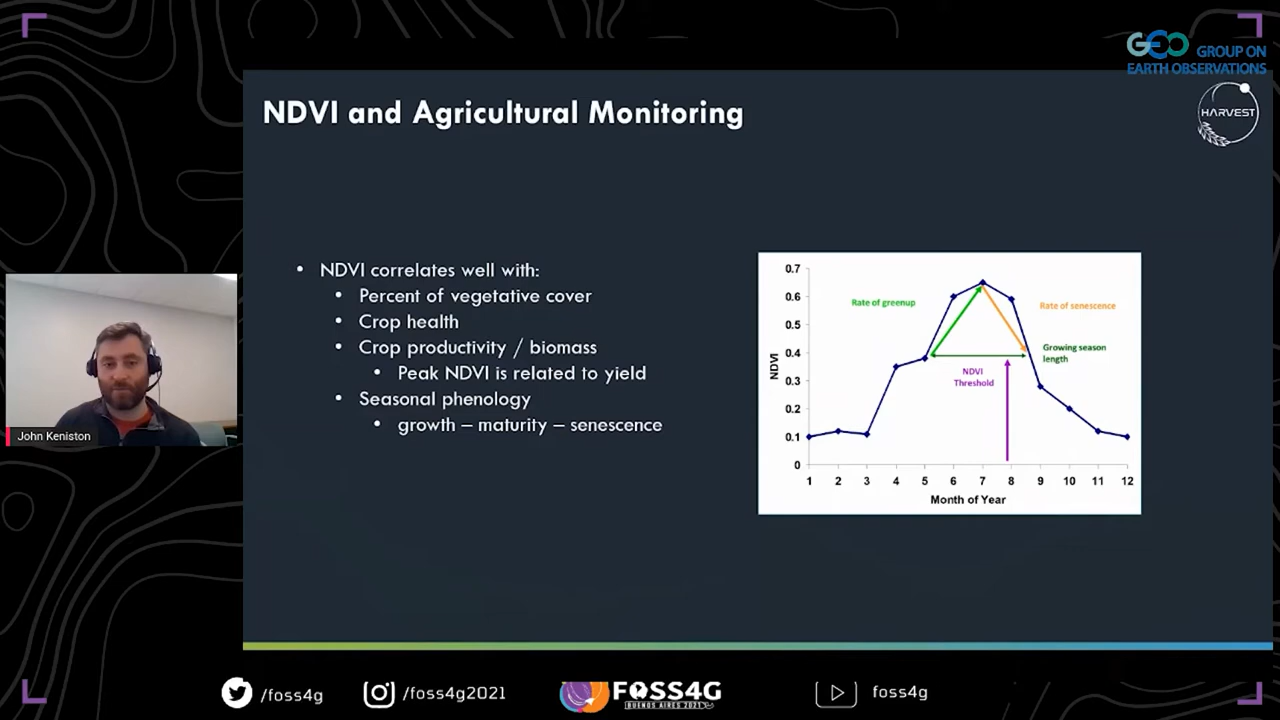 GEO GROUP ON
EARTH OBSERVATIONS
HARVEST
NDVI and Agricultural Monitoring
• NDVI correlates well with:
• Percent of vegetative cover
• Crop health
• Crop productivity / biomass
• Peak NDVI is related to yield
• Seasonal phenology
• growth – maturity – senescence
0.7
0.6
0.5
0.4
0.3
0.2
0.1
0
NDVI
Rate of greenup
Rate of senescence
Growing season
length
NDVI
Threshold
1 2 3 4 5 6 7 8 9 10 11 12
Month of Year
John Keniston
/foss4g
/foss4g2021
FOSS4G
BUENOS AIRES 2021
foss4g